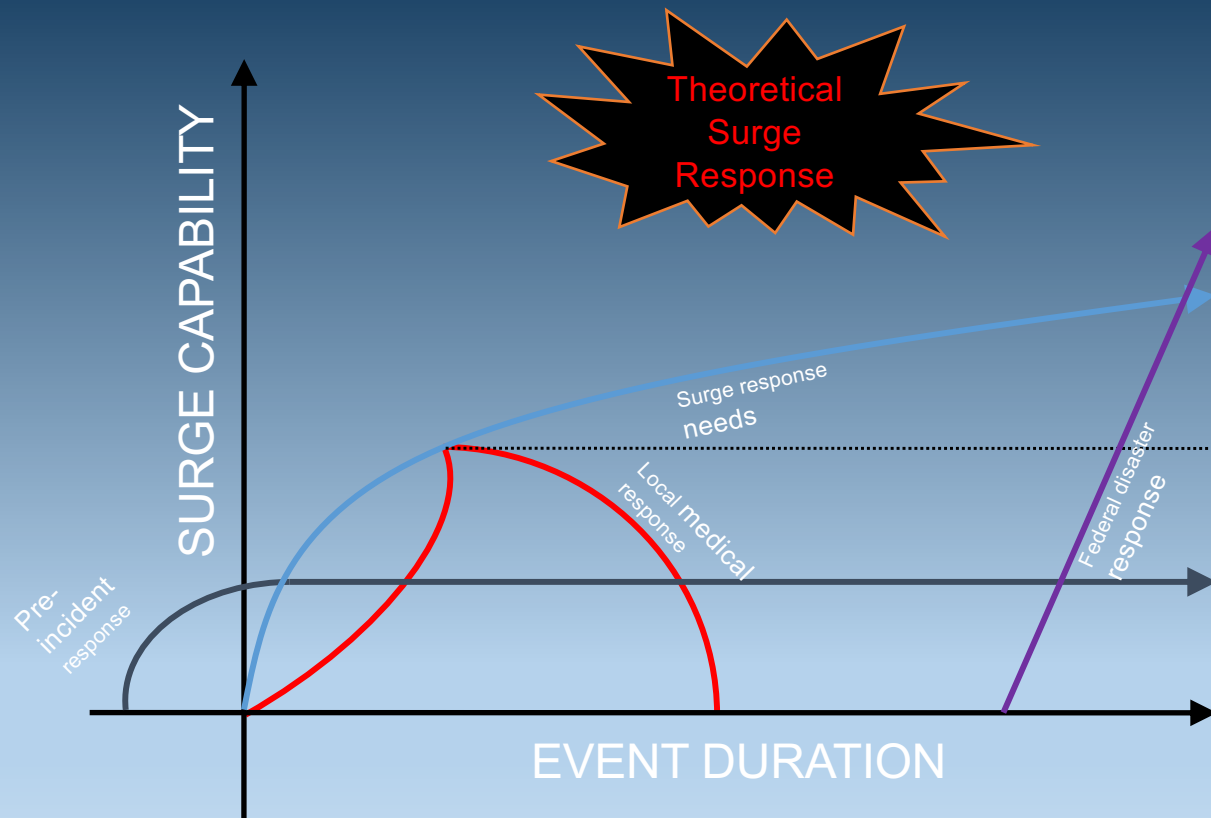 Theoretical
Surge
Response
SURGE CAPABILITY
Surge response
needs
Local medical
response
Federal disaster
response
Pre-
incident
response
EVENT DURATION